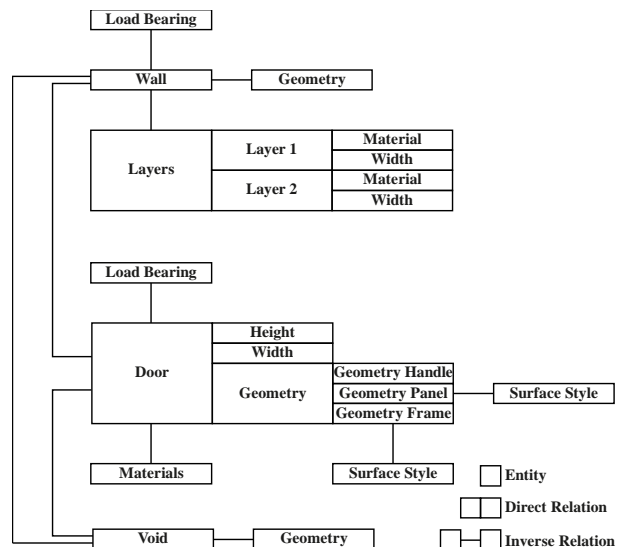 Load Bearing
Wall
Geometry
Layers
Layer 1
Material
Width
Layer 2
Material
Width
Load Bearing
Door
Height
Width
Geometry
Geometry Handle
Geometry Panel
Geometry Frame
Surface Style
Materials
Surface Style
Entity
Direct Relation
Void
Geometry
Inverse Relation